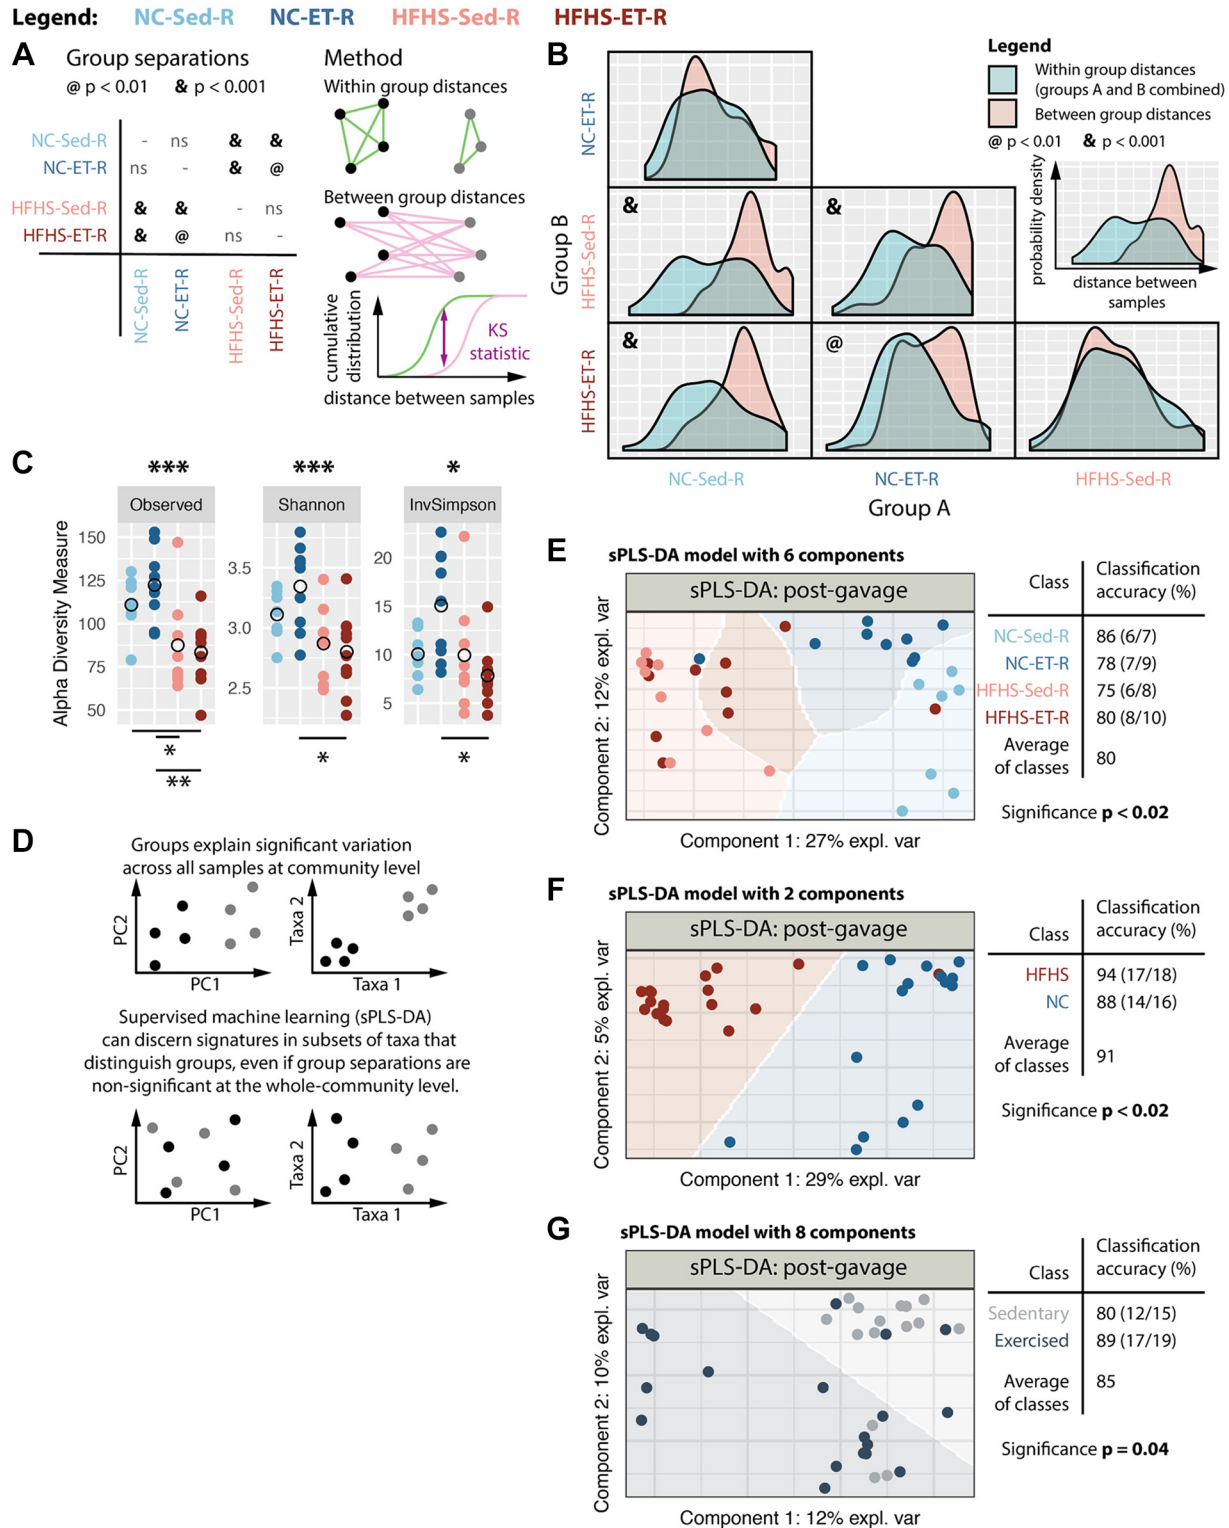 Legend: NC-Sed-R NC-ET-R HFHS-Sed-R HFHS-ET-R
A
Group separations
@ p < 0.01 & p < 0.001
NC-Sed-R - ns & &
NC-ET-R ns - & @
HFHS-Sed-R & & - ns
HFHS-ET-R & @ ns -
NC-Sed-R
NC-ET-R
HFHS-Sed-R
HFHS-ET-R
Method
Within group distances
Between group distances
cumulative
distribution
KS
statistic
distance between samples
B
Group B
NC-ET-R
HFHS-Sed-R
HFHS-ET-R
&
&
&
@
NC-Sed-R
NC-ET-R
HFHS-Sed-R
Group A
Legend
Within group distances
(groups A and B combined)
Between group distances
@ p < 0.01 & p < 0.001
probability density
distance between
samples
C
Alpha Diversity Measure
***
Observed
150
125
100
75
50
*
**
***
Shannon
3.5
3.0
2.5
*
*
InvSimpson
20
15
10
5
*
D
Groups explain significant variation
across all samples at community level
PC2
PC1
Taxa 2
Taxa 1
Supervised machine learning (sPLS-DA)
can discern signatures in subsets of taxa that
distinguish groups, even if group separations are
non-significant at the whole-community level.
PC2
PC1
Taxa 2
Taxa 1
E
sPLS-DA model with 6 components
sPLS-DA: post-gavage
Component 2: 12% expl. var
Component 1: 27% expl. var
Class
Classification
accuracy (%)
NC-Sed-R 86 (6/7)
NC-ET-R 78 (7/9)
HFHS-Sed-R 75 (6/8)
HFHS-ET-R 80 (8/10)
Average
of classes
80
Significance p < 0.02
F
sPLS-DA model with 2 components
sPLS-DA: post-gavage
Component 2: 5% expl. var
Component 1: 29% expl. var
Class
Classification
accuracy (%)
HFHS 94 (17/18)
NC 88 (14/16)
Average
of classes
91
Significance p < 0.02
G
sPLS-DA model with 8 components
sPLS-DA: post-gavage
Component 2: 10% expl. var
Component 1: 12% expl. var
Class
Classification
accuracy (%)
Sedentary 80 (12/15)
Exercised 89 (17/19)
Average
of classes
85
Significance p = 0.04